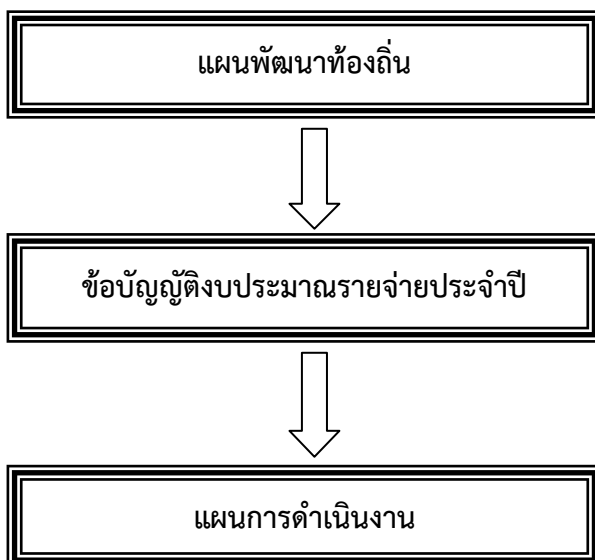 แผนพัฒนาท้องถิ่น
ข้อบัญญัติงบประมาณรายจ่ายประจำปี
แผนการดำเนินงาน